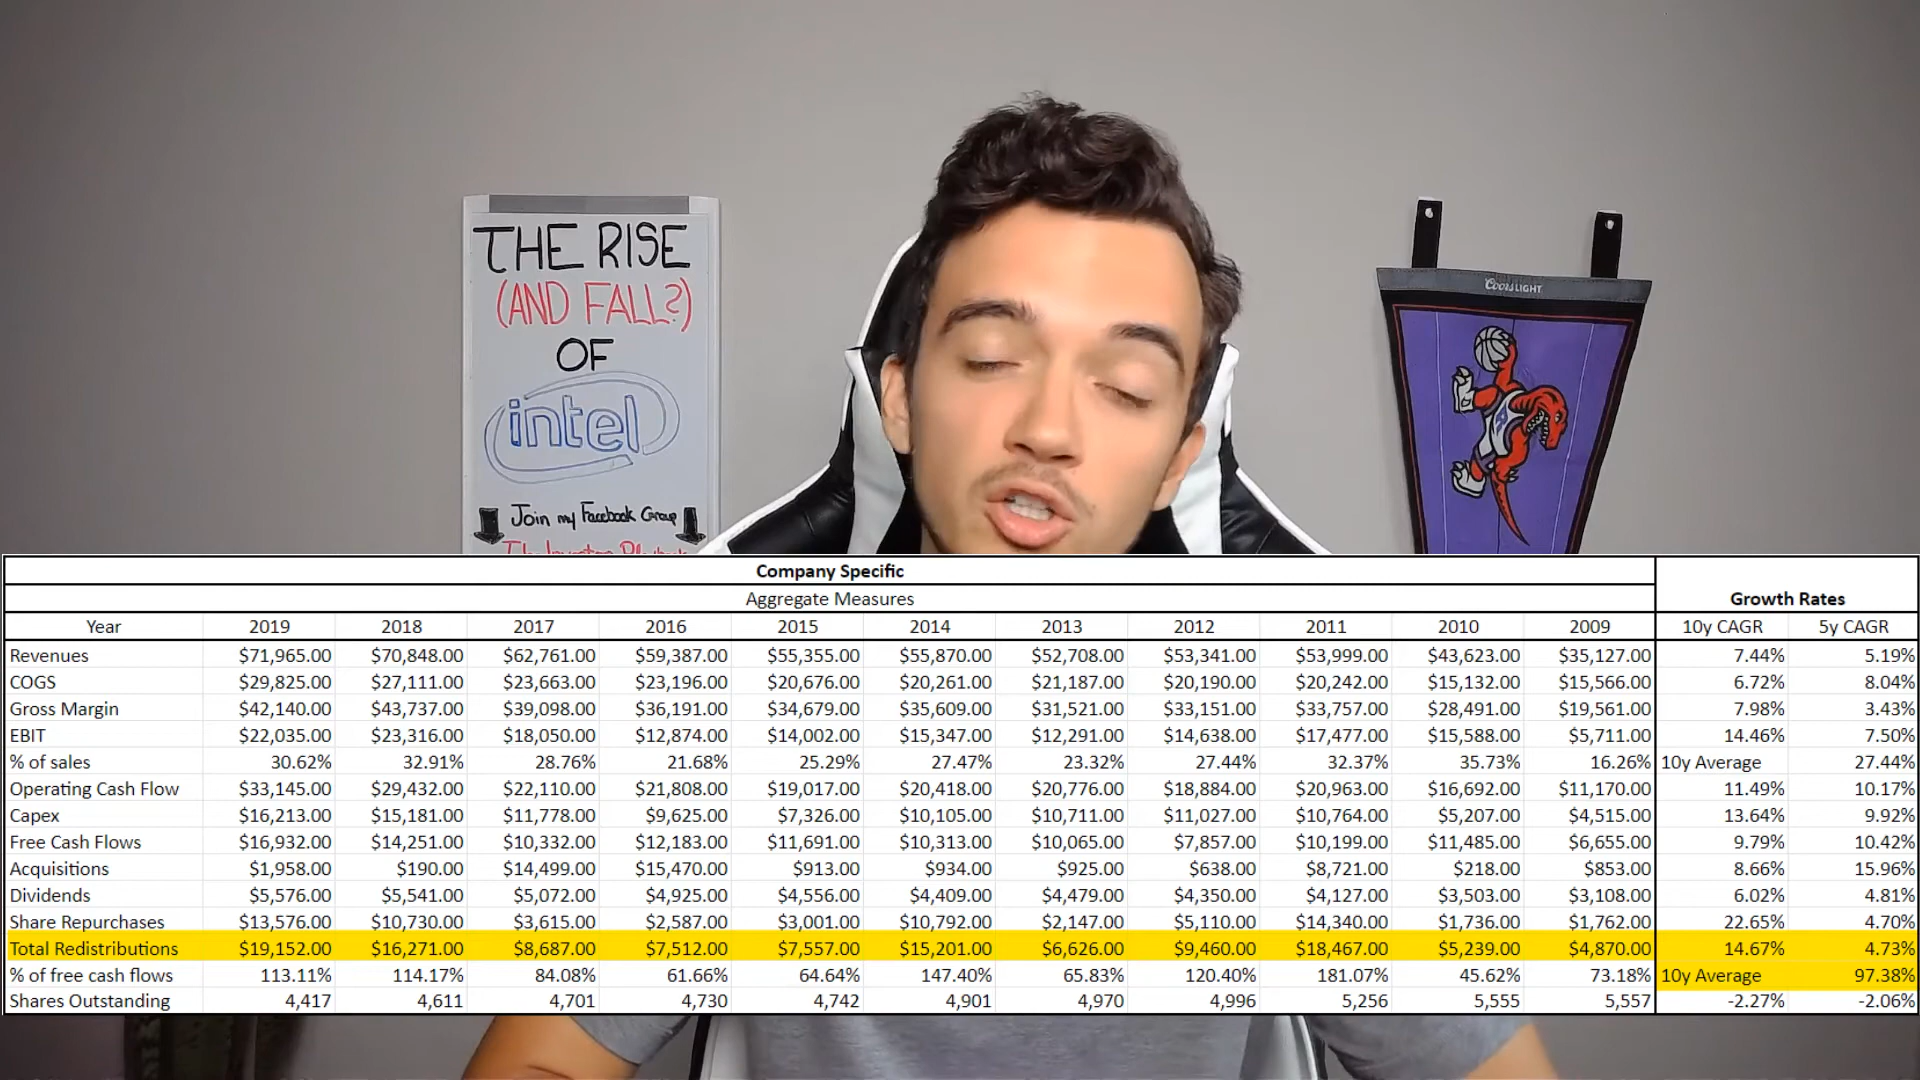 THE RISE
(AND FALL?)
OF
intel
Join my Facebook Group
COORS LIGHT
Company Specific
Aggregate Measures Growth Rates
Year 2019 2018 2017 2016 2015 2014 2013 2012 2011 2010 2009 10y CAGR 5y CAGR
Revenues $71,965.00 $70,848.00 $62,761.00 $59,387.00 $55,355.00 $55,870.00 $52,708.00 $53,341.00 $53,999.00 $43,623.00 $35,127.00 7.44% 5.19%
COGS $29,825.00 $27,111.00 $23,663.00 $23,196.00 $20,676.00 $20,261.00 $21,187.00 $20,190.00 $20,242.00 $15,132.00 $15,566.00 6.72% 8.04%
Gross Margin $42,140.00 $43,737.00 $39,098.00 $36,191.00 $34,679.00 $35,609.00 $31,521.00 $33,151.00 $33,757.00 $28,491.00 $19,561.00 7.98% 3.43%
EBIT $22,035.00 $23,316.00 $18,050.00 $12,874.00 $14,002.00 $15,347.00 $12,291.00 $14,638.00 $17,477.00 $15,588.00 $5,711.00 14.46% 7.50%
% of sales 30.62% 32.91% 28.76% 21.68% 25.29% 27.47% 23.32% 27.44% 32.37% 35.73% 16.26% 10y Average 27.44%
Operating Cash Flow $33,145.00 $29,432.00 $22,110.00 $21,808.00 $19,017.00 $20,418.00 $20,776.00 $18,884.00 $20,963.00 $16,692.00 $11,170.00 11.49% 10.17%
Capex $16,213.00 $15,181.00 $11,778.00 $9,625.00 $7,326.00 $10,105.00 $10,711.00 $11,027.00 $10,764.00 $5,207.00 $4,515.00 13.64% 9.92%
Free Cash Flows $16,932.00 $14,251.00 $10,332.00 $12,183.00 $11,691.00 $10,313.00 $10,065.00 $7,857.00 $10,199.00 $11,485.00 $6,655.00 9.79% 10.42%
Acquisitions $1,958.00 $190.00 $14,499.00 $15,470.00 $913.00 $934.00 $925.00 $638.00 $8,721.00 $218.00 $853.00 8.66% 15.96%
Dividends $5,576.00 $5,541.00 $5,072.00 $4,925.00 $4,556.00 $4,409.00 $4,479.00 $4,350.00 $4,127.00 $3,503.00 $3,108.00 6.02% 4.81%
Share Repurchases $13,576.00 $10,730.00 $3,615.00 $2,587.00 $3,001.00 $10,792.00 $2,147.00 $5,110.00 $14,340.00 $1,736.00 $1,762.00 22.65% 4.70%
Total Redistributions $19,152.00 $16,271.00 $8,687.00 $7,512.00 $7,557.00 $15,201.00 $6,626.00 $9,460.00 $18,467.00 $5,239.00 $4,870.00 14.67% 4.73%
% of free cash flows 113.11% 114.17% 84.08% 61.66% 64.64% 147.40% 65.83% 120.40% 181.07% 45.62% 73.18% 10y Average 97.38%
Shares Outstanding 4,417 4,611 4,701 4,730 4,742 4,901 4,970 4,996 5,256 5,555 5,557 -2.27% -2.06%